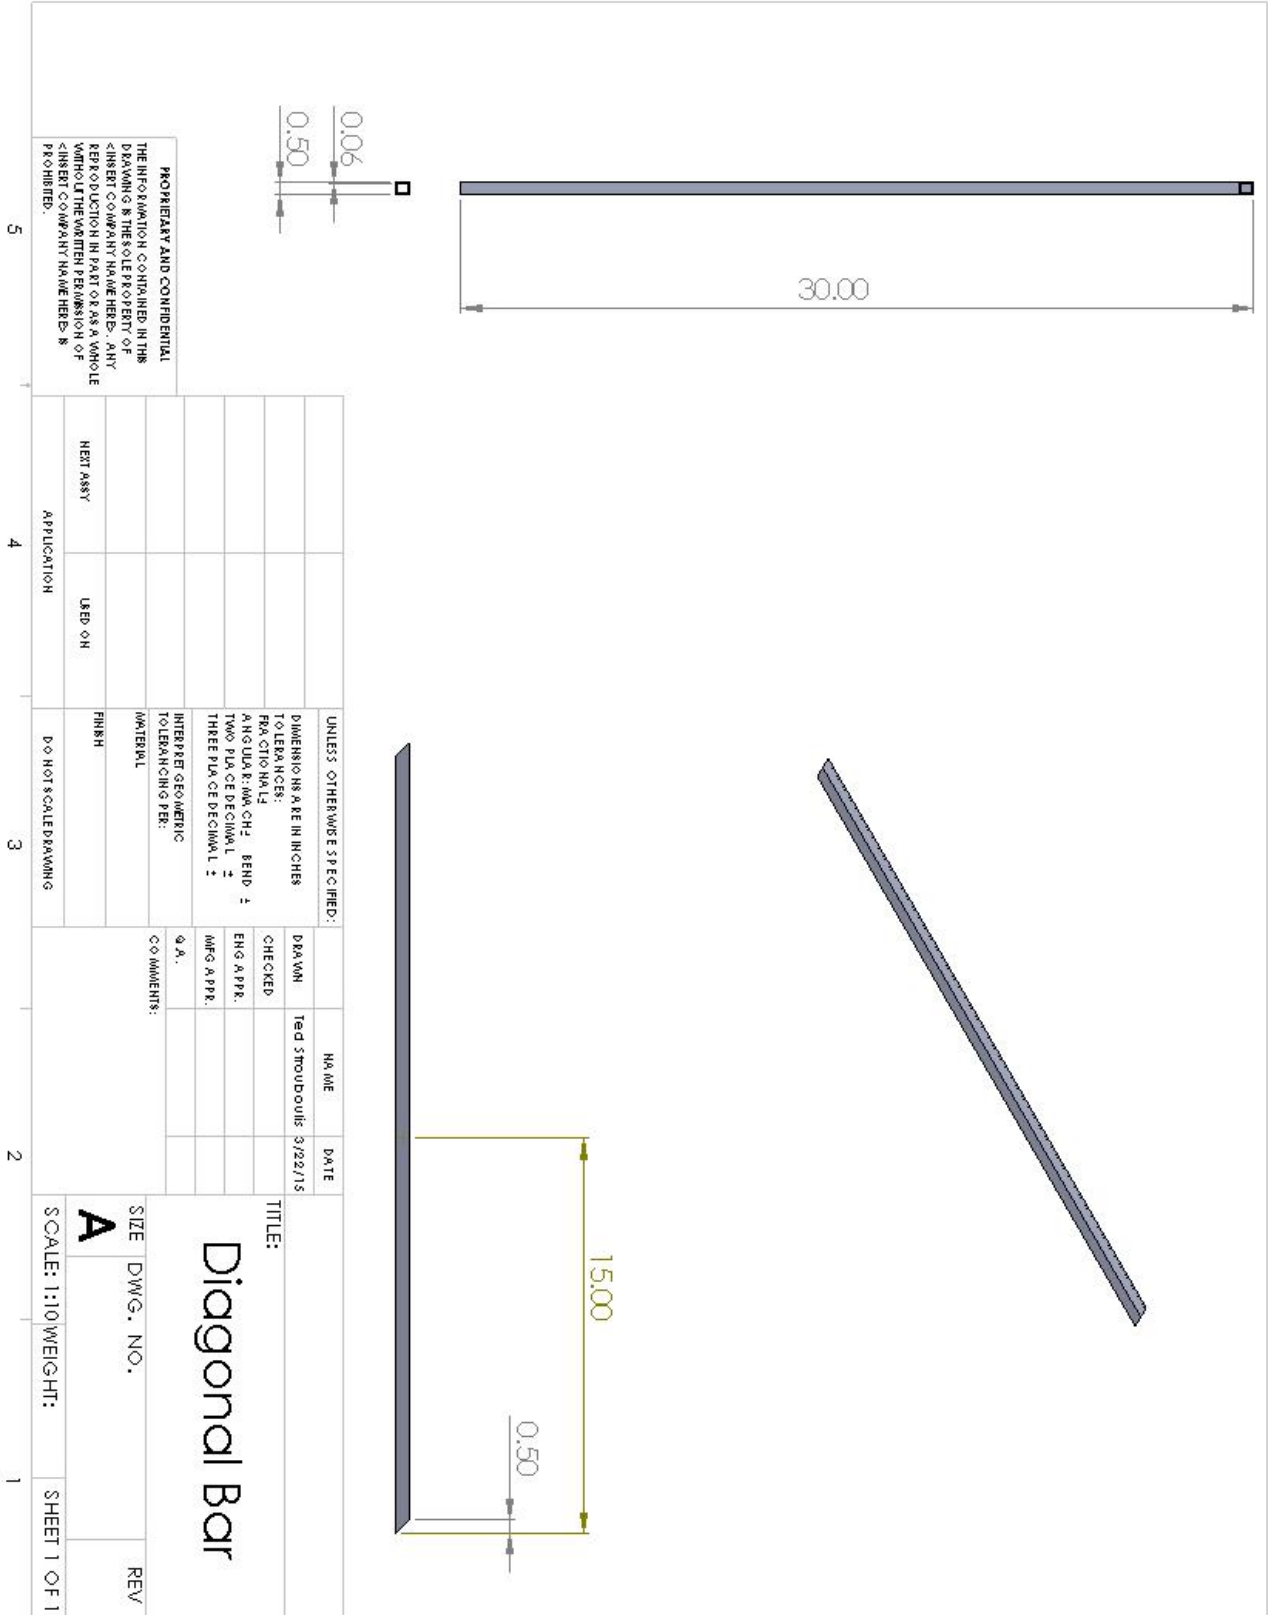 0.06
0.50
30.00
15.00
0.50
PROPRIETARY AND CONFIDENTIAL
THE INFORMATION CONTAINED IN THIS
DRAWING IS THE SOLE PROPERTY OF
<INSERT COMPANY NAME HERE>. ANY
REPRODUCTION IN PART OR AS A WHOLE
WITHOUT THE WRITTEN PERMISSION OF
<INSERT COMPANY NAME HERE> IS
PROHIBITED.
NEXT ASSY
USED ON
APPLICATION
UNLESS OTHERWISE SPECIFIED:
DIMENSIONS ARE IN INCHES
TOLERANCES:
FRACTIONAL±
ANGULAR: MACH± BEND ±
TWO PLACE DECIMAL ±
THREE PLACE DECIMAL ±
INTERPRET GEOMETRIC
TOLERANCING PER:
MATERIAL
FINISH
DO NOT SCALE DRAWING
NAME DATE
DRAWN Ted Strouboulis 3/22/15
CHECKED
ENG APPR.
MFG APPR.
Q.A.
COMMENTS:
TITLE:
Diagonal Bar
SIZE DWG. NO. REV
A
SCALE: 1:10 WEIGHT: SHEET 1 OF 1
5 4 3 2 1